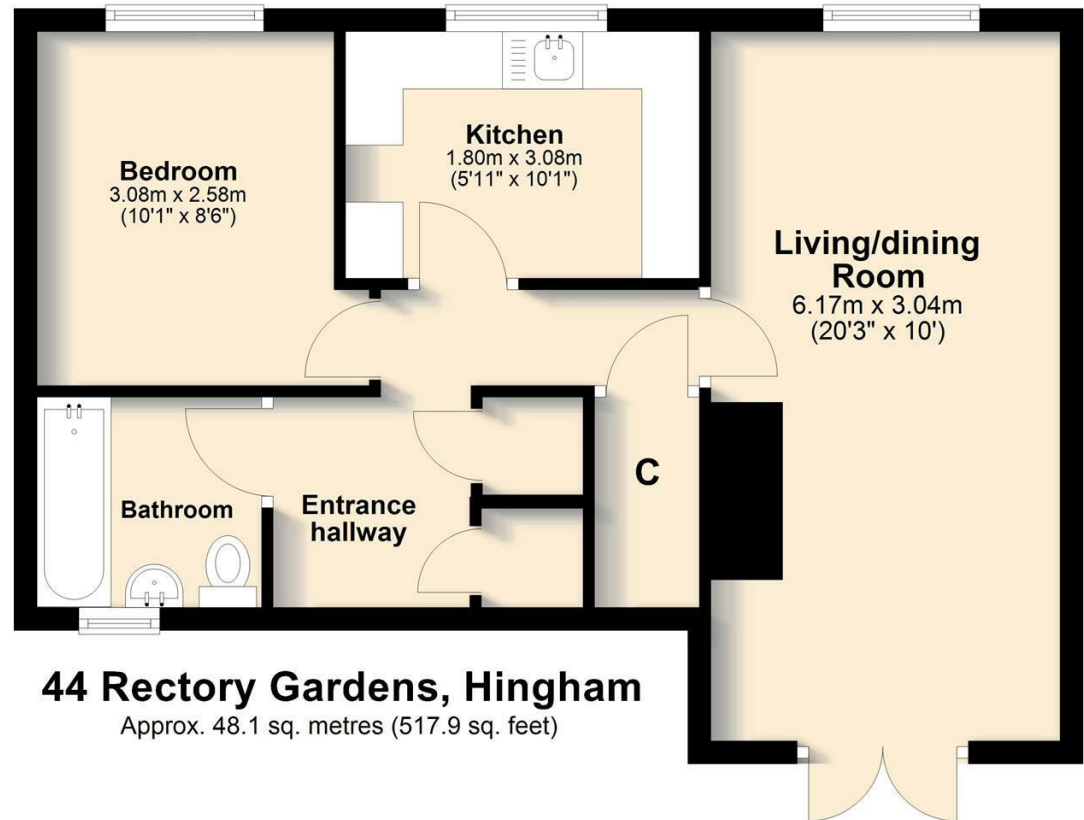 Bedroom
3.08m x 2.58m
(10'1" x 8'6")
Kitchen
1.80m x 3.08m
(5'11" x 10'1")
Living/dining
Room
6.17m x 3.04m
(20'3" x 10')
Bathroom
Entrance
hallway
C
44 Rectory Gardens, Hingham
Approx. 48.1 sq. metres (517.9 sq. feet)